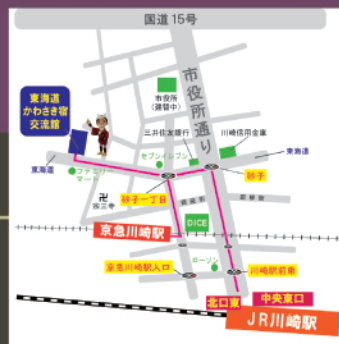 国道15号
市役所通り
市役所
(建替中)
東海道
かわさき宿
交流館
三井住友銀行
川崎信用金庫
セブンイレブン
東海道
東海道
ファミリー
マート
砂子
砂子一丁目
卍
宗三寺
DICE
京急川崎駅
京急川崎駅入口
ローソン
川崎駅前東
北口東
中央東口
JR川崎駅